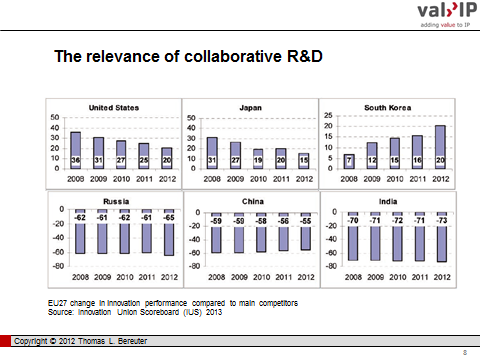 val IP
adding value to IP
The relevance of collaborative R&D
United States
50
40
30
20
10
0
36 31 27 25 20
2008 2009 2010 2011 2012
Japan
50
40
30
20
10
0
31 27 19 20 15
2008 2009 2010 2011 2012
South Korea
25
20
15
10
5
0
7 12 15 16 20
2008 2009 2010 2011 2012
Russia
0
-20
-40
-60
-80
-62 -61 -62 -61 -65
2008 2009 2010 2011 2012
China
0
-20
-40
-60
-80
-59 -59 -58 -56 -55
2008 2009 2010 2011 2012
India
0
-20
-40
-60
-80
-70 -71 -72 -71 -73
2008 2009 2010 2011 2012
EU27 change in innovation performance compared to main competitors
Source: Innovation Union Scoreboard (IUS) 2013
Copyright © 2012 Thomas L. Bereuter
8